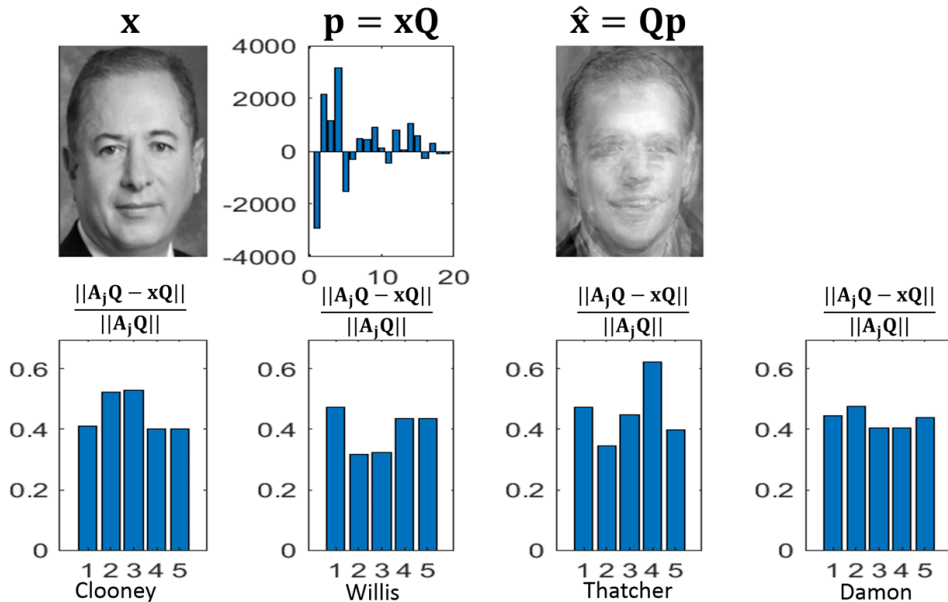 x
p = xQ
x̂ = Qp
4000
2000
0
-2000
-4000
0 10 20
||AⱼQ − xQ||
||AⱼQ||
||AⱼQ − xQ||
||AⱼQ||
||AⱼQ − xQ||
||AⱼQ||
||AⱼQ − xQ||
||AⱼQ||
0.6
0.4
0.2
0
1 2 3 4 5
Clooney
0.6
0.4
0.2
0
1 2 3 4 5
Willis
0.6
0.4
0.2
0
1 2 3 4 5
Thatcher
0.6
0.4
0.2
0
1 2 3 4 5
Damon